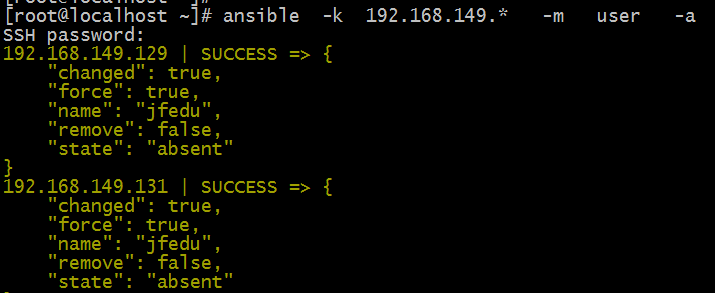 [root@localhost ~]# ansible -k 192.168.149.* -m user -a
SSH password:
192.168.149.129 | SUCCESS => {
    "changed": true,
    "force": true,
    "name": "jfedu",
    "remove": false,
    "state": "absent"
}
192.168.149.131 | SUCCESS => {
    "changed": true,
    "force": true,
    "name": "jfedu",
    "remove": false,
    "state": "absent"